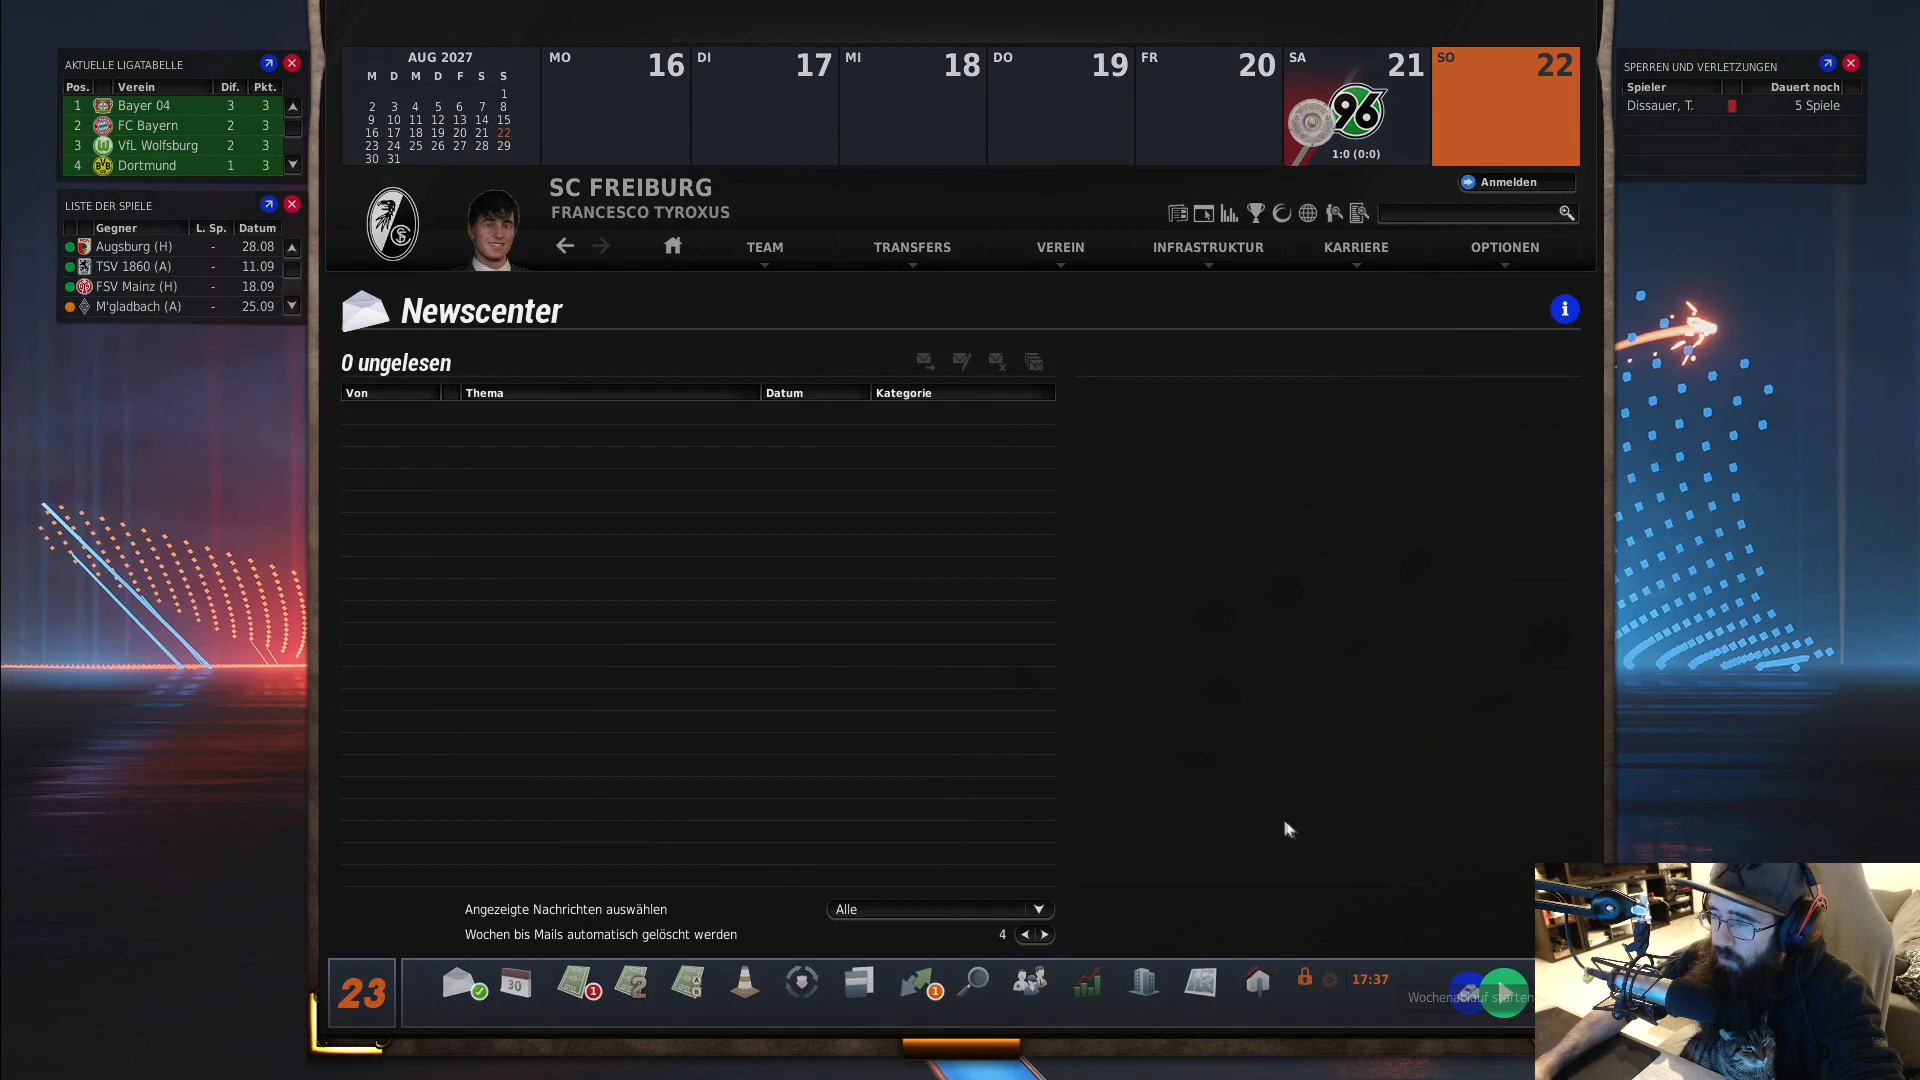 AKTUELLE LIGATABELLE
Pos. Verein Dif. Pkt.
1 Bayer 04 3 3
2 FC Bayern 2 3
3 VfL Wolfsburg 2 3
4 Dortmund 1 3
LISTE DER SPIELE
Gegner L. Sp. Datum
Augsburg (H) - 28.08
TSV 1860 (A) - 11.09
FSV Mainz (H) - 18.09
M'gladbach (A) - 25.09
AUG 2027
M D M D F S S
1
2 3 4 5 6 7 8
9 10 11 12 13 14 15
16 17 18 19 20 21 22
23 24 25 26 27 28 29
30 31
MO 16
DI 17
MI 18
DO 19
FR 20
SA 21
96
1:0 (0:0)
SO 22
SPERREN UND VERLETZUNGEN
Spieler Dauert noch
Dissauer, T. 5 Spiele
SC FREIBURG
FRANCESCO TYROXUS
Anmelden
TEAM TRANSFERS VEREIN INFRASTRUKTUR KARRIERE OPTIONEN
Newscenter
i
0 ungelesen
Von Thema Datum Kategorie
Angezeigte Nachrichten auswählen Alle
Wochen bis Mails automatisch gelöscht werden 4
23
30
1
2
1
17:37
Wochenablauf starten